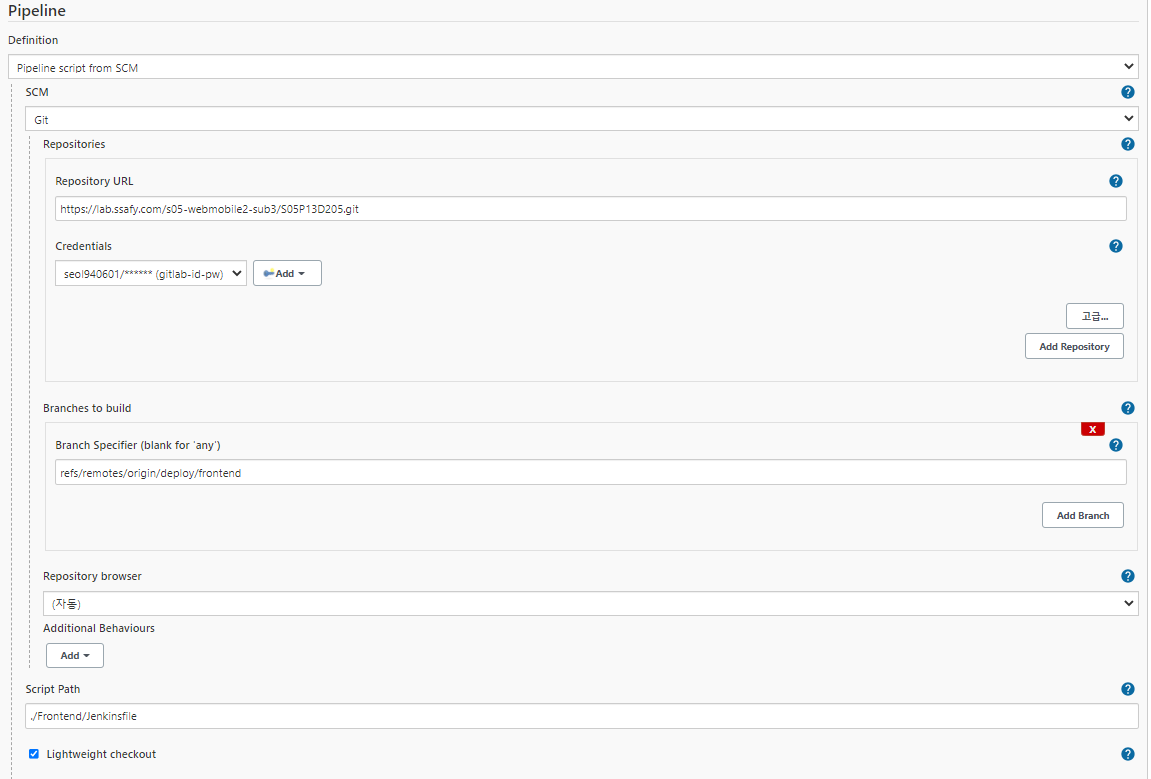 Pipeline
Definition
Pipeline script from SCM
SCM
Git
Repositories
Repository URL
https://lab.ssafy.com/s05-webmobile2-sub3/S05P13D205.git
Credentials
seol940601/****** (gitlab-id-pw)
Add
고급...
Add Repository
Branches to build
X
Branch Specifier (blank for 'any')
refs/remotes/origin/deploy/frontend
Add Branch
Repository browser
(자동)
Additional Behaviours
Add
Script Path
./Frontend/Jenkinsfile
Lightweight checkout